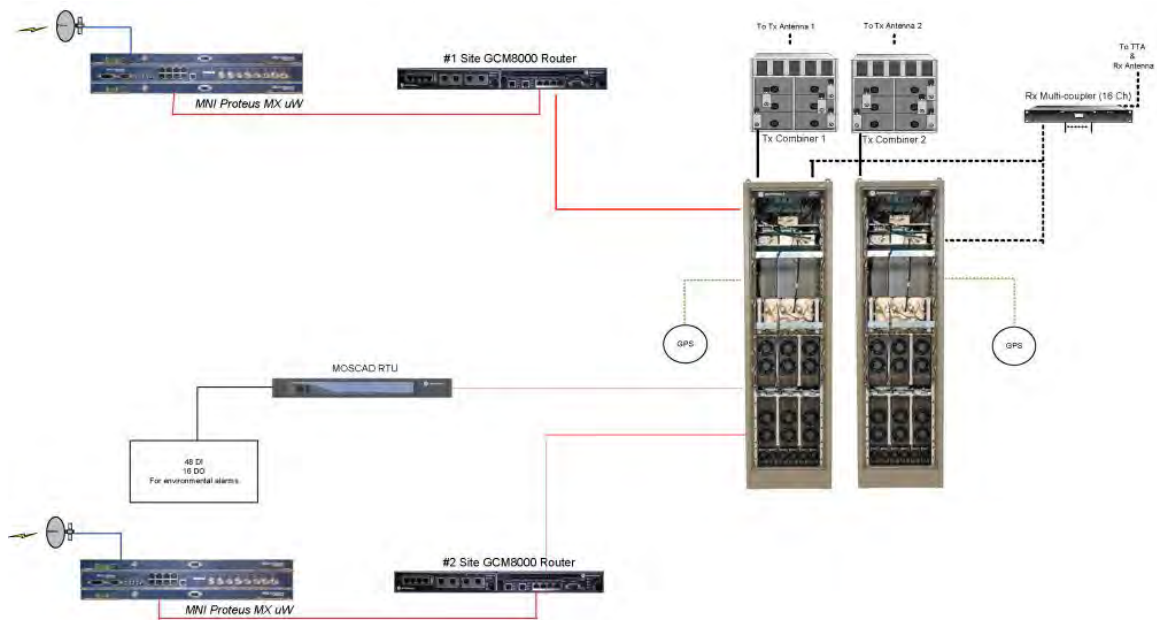 To Tx Antenna 1
To Tx Antenna 2
To TTA
&
Rx Antenna
#1 Site GCM8000 Router
Rx Multi-coupler (16 Ch)
MNI Proteus MX uW
Tx Combiner 1
Tx Combiner 2
GPS
GPS
MOSCAD RTU
48 DI
16 DO
For environmental alarms
#2 Site GCM8000 Router
MNI Proteus MX uW